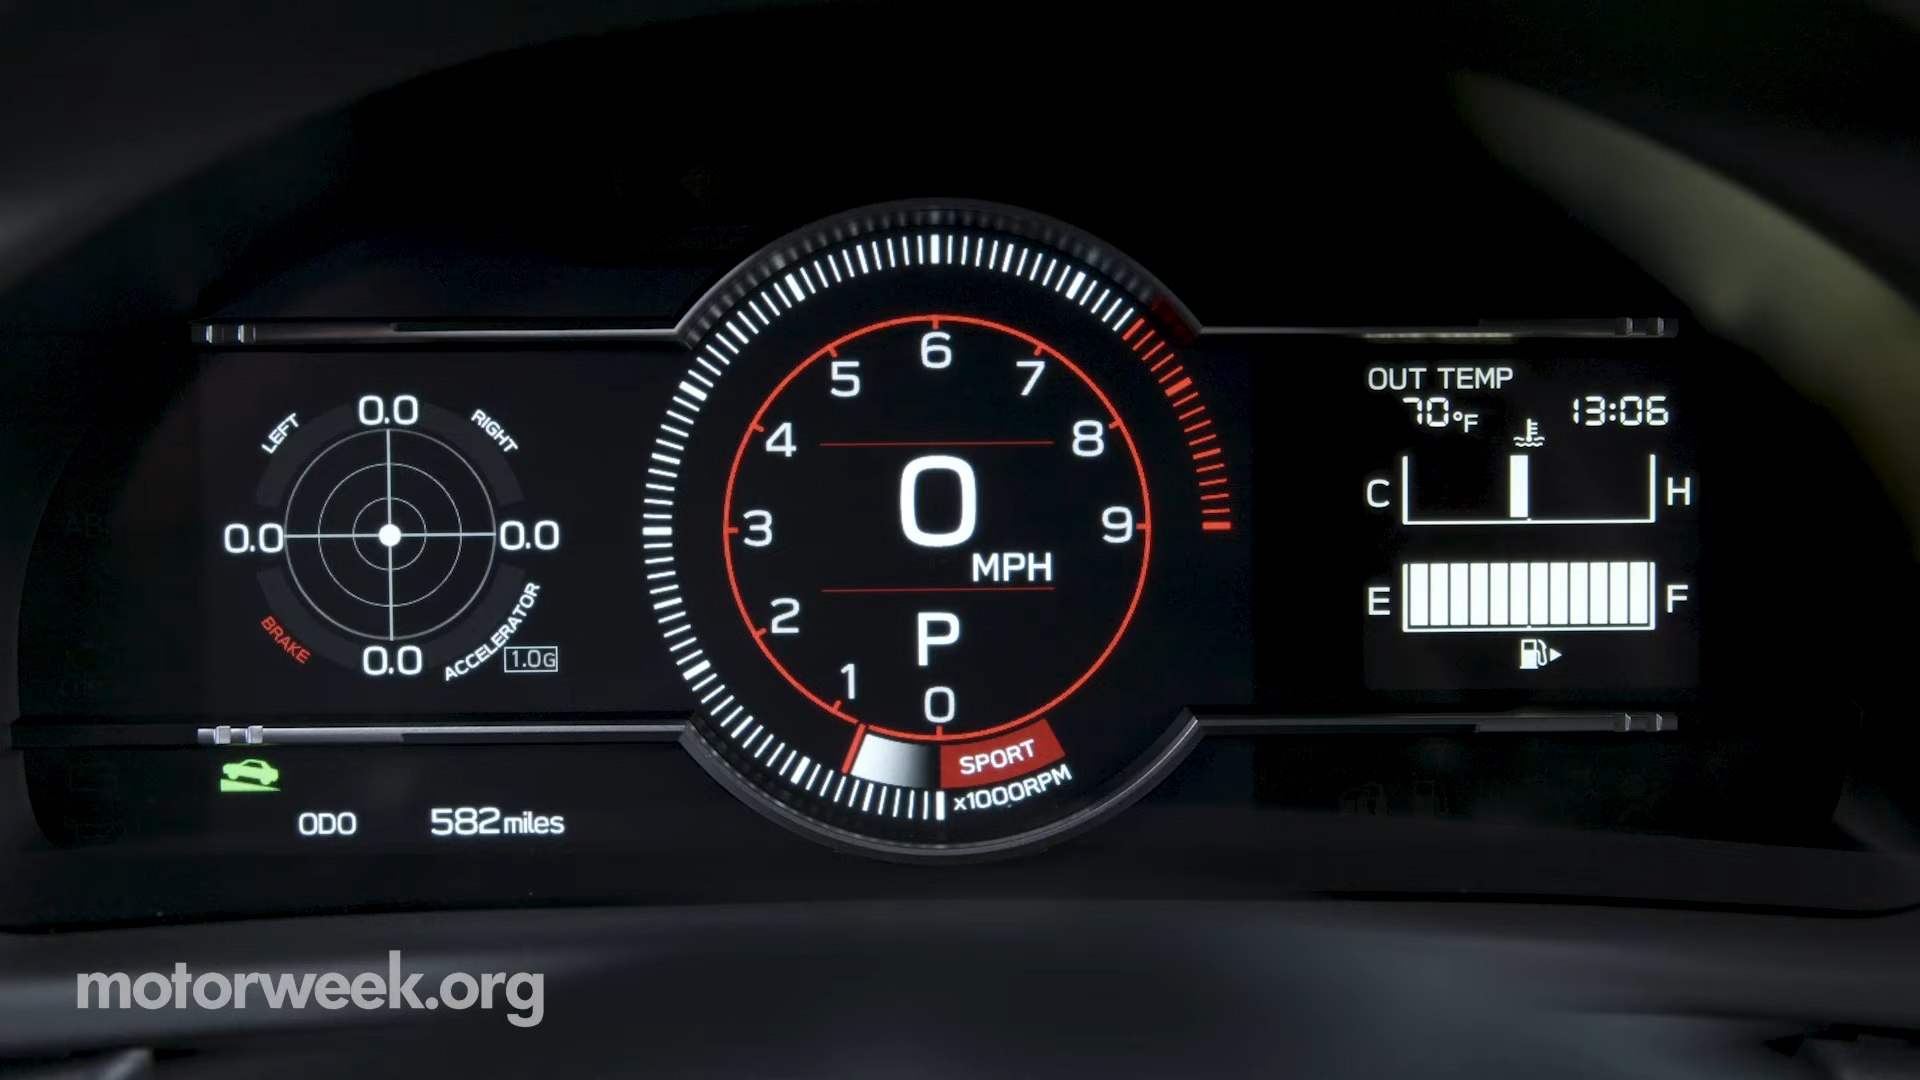 LEFT
0.0
RIGHT
0.0
0.0
BRAKE
0.0
ACCELERATOR
1.0G
ODO 582miles
6
5
7
4
8
3
9
2
1
0
0
MPH
P
SPORT
x1000RPM
OUT TEMP
70°F
13:06
C
H
E
F
motorweek.org